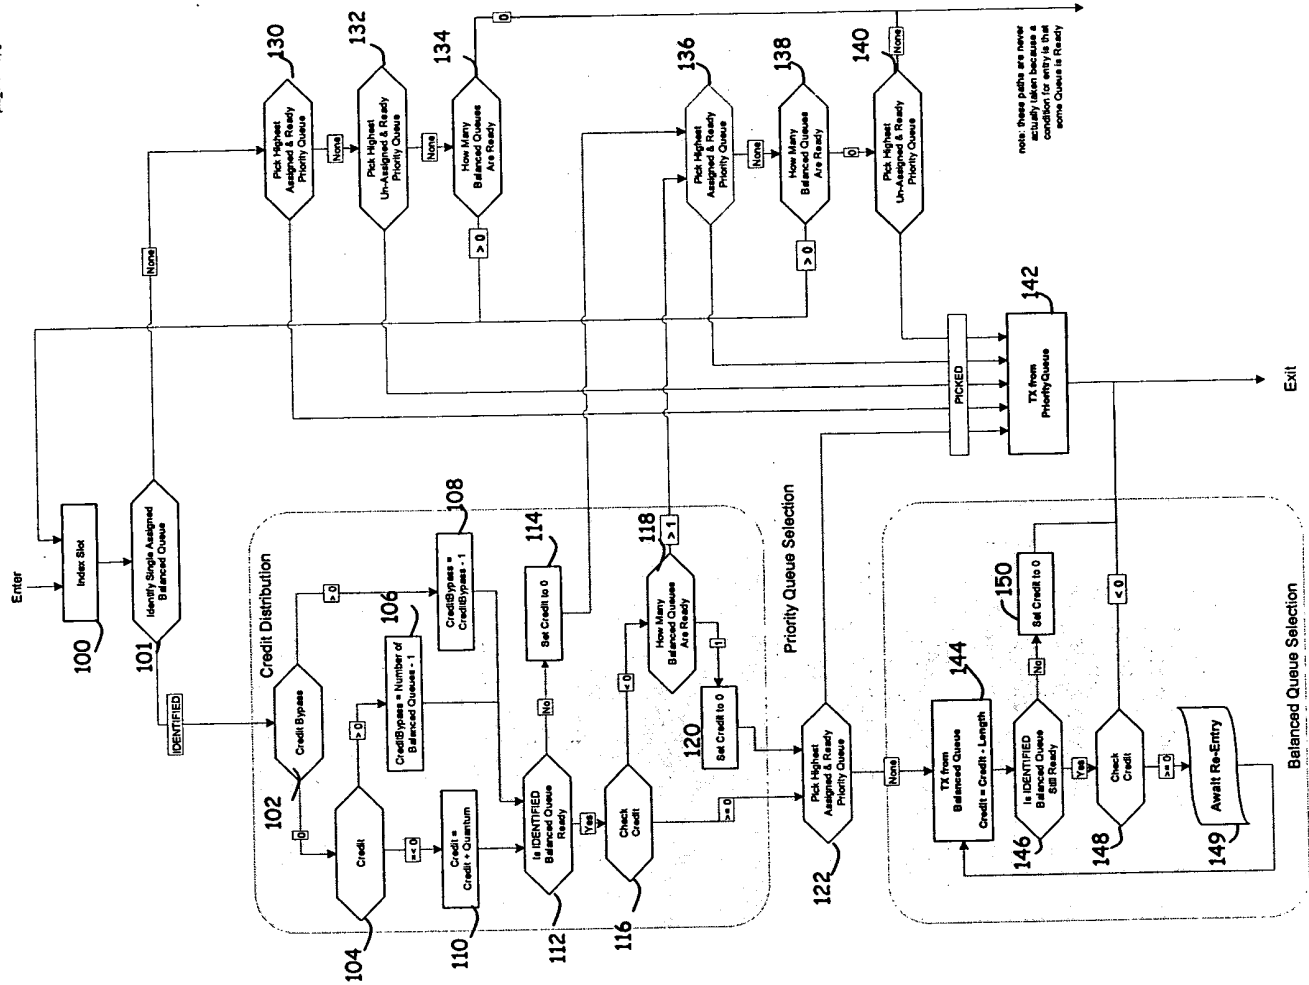 Enter
Index Slot
100
Identify Single Assigned
Balanced Queue
101
None
IDENTIFIED
Credit Distribution
Credit Bypass
102
0
> 0
Credit
104
> 0
=< 0
CreditBypass = Number of
Balanced Queues - 1
106
CreditBypass =
CreditBypass - 1
108
Credit =
Credit + Quantum
110
Is IDENTIFIED
Balanced Queue
Ready
112
No
Yes
Set Credit to 0
114
Check
Credit
116
< 0
>= 0
How Many
Balanced Queues
Are Ready
118
> 1
1
Set Credit to 0
120
Priority Queue Selection
Pick Highest
Assigned & Ready
Priority Queue
122
None
Pick Highest
Assigned & Ready
Priority Queue
130
None
Pick Highest
Un-Assigned & Ready
Priority Queue
132
None
How Many
Balanced Queues
Are Ready
134
> 0
0
Pick Highest
Assigned & Ready
Priority Queue
136
None
How Many
Balanced Queues
Are Ready
138
> 0
0
Pick Highest
Un-Assigned & Ready
Priority Queue
140
None
note: these paths are never
actually taken because a
condition for entry is that
some Queue is Ready
PICKED
TX from
PriorityQueue
142
Exit
TX from
Balanced Queue
Credit = Credit - Length
144
Is IDENTIFIED
Balanced Queue
Still Ready
146
No
Yes
Set Credit to 0
150
Check
Credit
148
< 0
>= 0
Await Re-Entry
149
Balanced Queue Selection